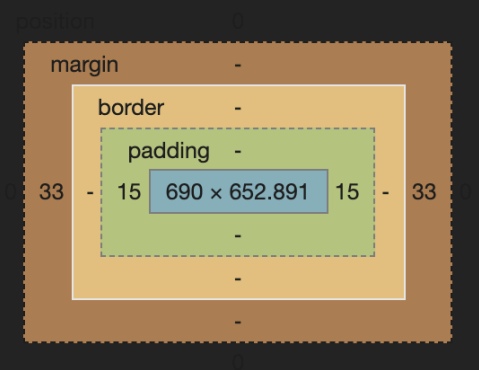 position 0
margin -
border -
padding -
0 33 - 15 690 × 652.891 15 - 33 0
-
-
-
0